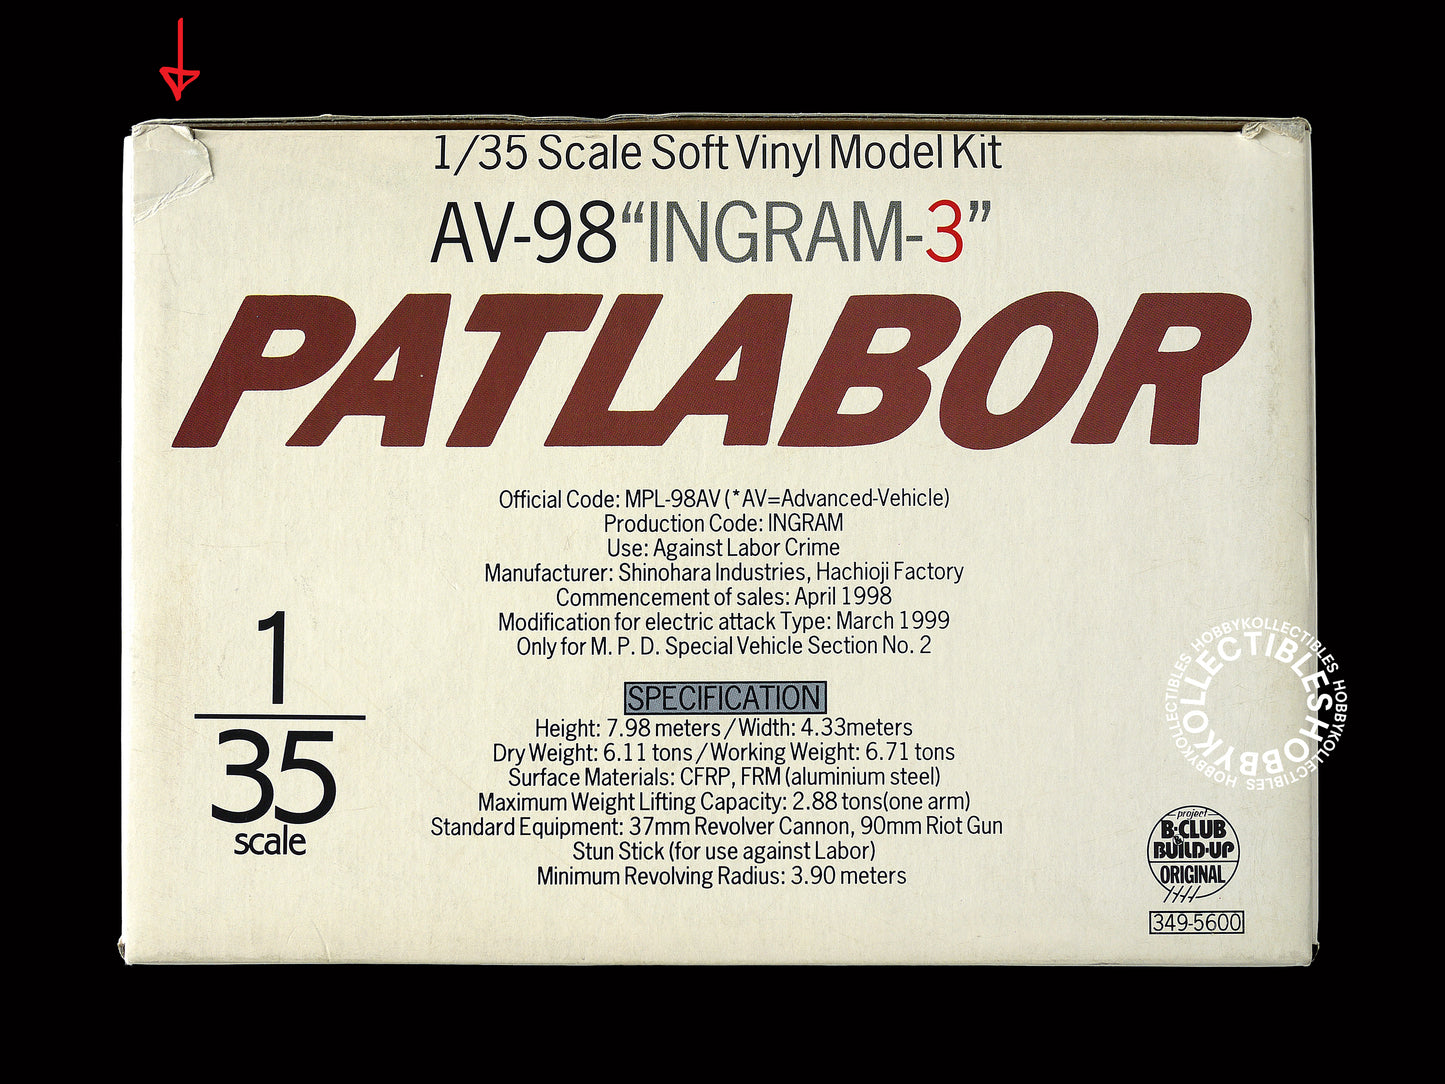 1/35 Scale Soft Vinyl Model Kit
AV-98“INGRAM-3”
PATLABOR
Official Code: MPL-98AV (*AV=Advanced-Vehicle)
Production Code: INGRAM
Use: Against Labor Crime
Manufacturer: Shinohara Industries, Hachioji Factory
Commencement of sales: April 1998
Modification for electric attack Type: March 1999
Only for M. P. D. Special Vehicle Section No. 2
SPECIFICATION
Height: 7.98 meters / Width: 4.33meters
Dry Weight: 6.11 tons / Working Weight: 6.71 tons
Surface Materials: CFRP, FRM (aluminium steel)
Maximum Weight Lifting Capacity: 2.88 tons(one arm)
Standard Equipment: 37mm Revolver Cannon, 90mm Riot Gun
Stun Stick (for use against Labor)
Minimum Revolving Radius: 3.90 meters
1
35
scale
HOBBYKOLLECTIBLES HOBBYKOLLECTIBLES HOBBYKOLLECTIBLES
HOBBYKOLLECTIBLES
project
B-CLUB
&
BUILD-UP
ORIGINAL
349-5600